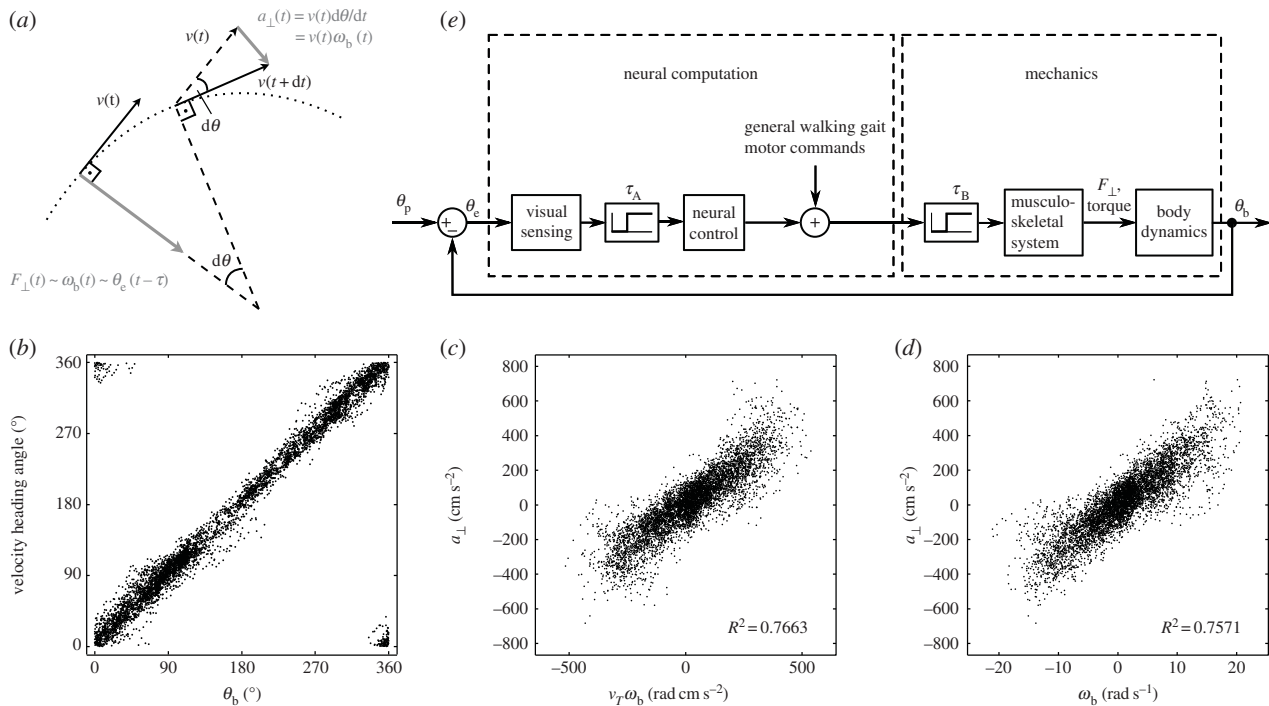 (a)
a⊥(t) = v(t)dθ/dt
= v(t)ωb (t)
v(t)
v(t + dt)
v(t)
dθ
dθ
F⊥(t) ~ ωb(t) ~ θe (t – τ)
(e)
neural computation
mechanics
general walking gait
motor commands
θp
+
–
θe
visual
sensing
τA
neural
control
+
τB
musculo-
skeletal
system
F⊥,
torque
body
dynamics
θb
(b)
velocity heading angle (°)
360
270
180
90
0
0 90 180 270 360
θb (°)
(c)
a⊥ (cm s–2)
800
600
400
200
0
–200
–400
–600
–800
R2 = 0.7663
–500 0 500
vTωb (rad cm s–2)
(d)
a⊥ (cm s–2)
800
600
400
200
0
–200
–400
–600
–800
R2 = 0.7571
–20 –10 0 10 20
ωb (rad s–1)